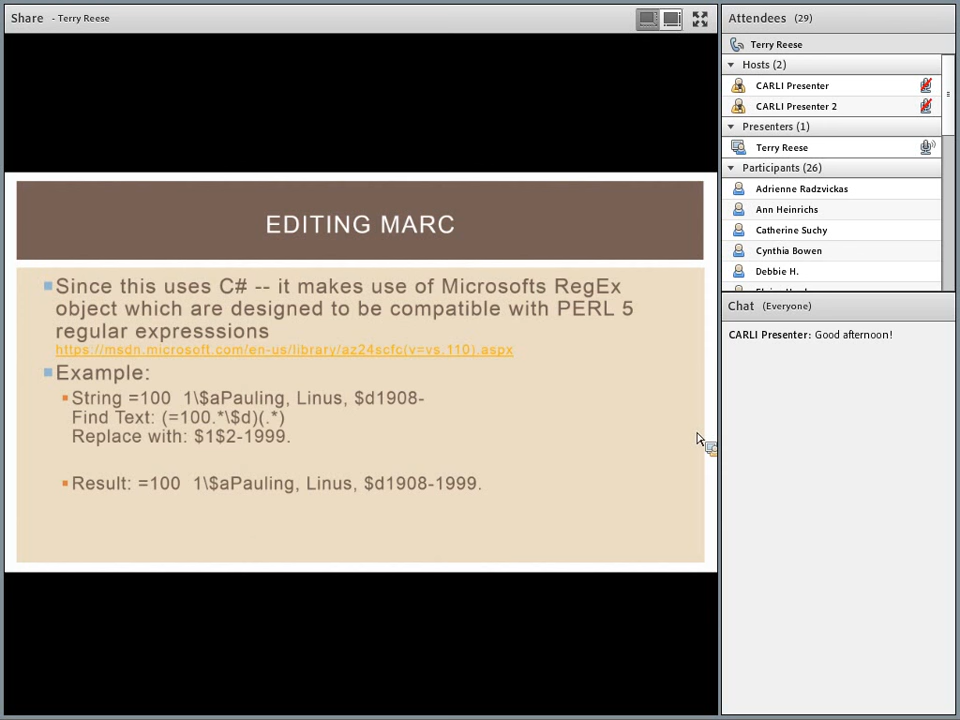 Share - Terry Reese
EDITING MARC
Since this uses C# -- it makes use of Microsofts RegEx
object which are designed to be compatible with PERL 5
regular expresssions
https://msdn.microsoft.com/en-us/library/az24scfc(v=vs.110).aspx
Example:
String =100  1\$aPauling, Linus, $d1908-
Find Text: (=100.*\$d)(.*)
Replace with: $1$2-1999.
Result: =100  1\$aPauling, Linus, $d1908-1999.
Attendees (29)
Terry Reese
Hosts (2)
CARLI Presenter
CARLI Presenter 2
Presenters (1)
Terry Reese
Participants (26)
Adrienne Radzvickas
Ann Heinrichs
Catherine Suchy
Cynthia Bowen
Debbie H.
Chat (Everyone)
CARLI Presenter: Good afternoon!